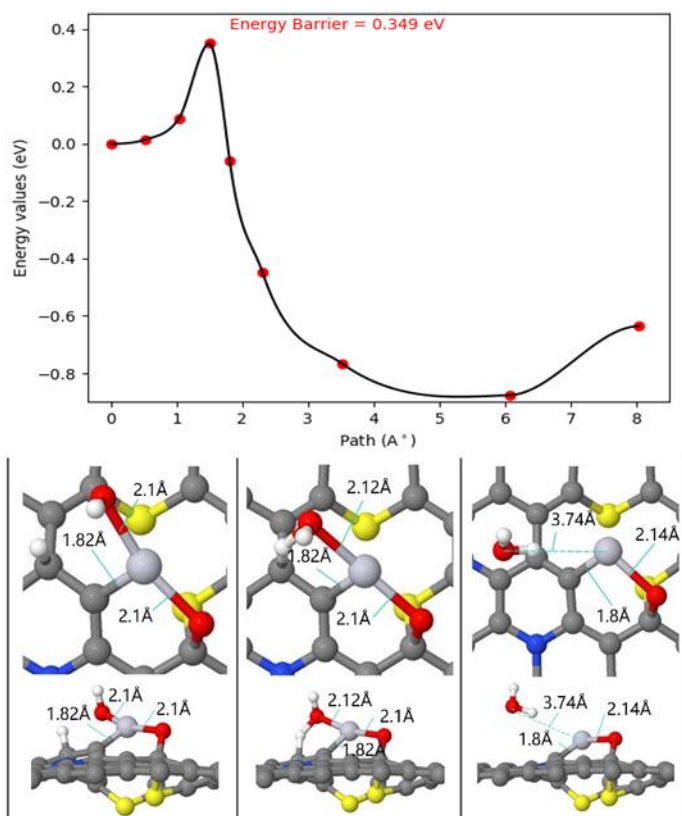 Energy Barrier = 0.349 eV
0.4
0.2
0.0
−0.2
−0.4
−0.6
−0.8
Energy values (eV)
0 1 2 3 4 5 6 7 8
Path (A°)
2.1Å
1.82Å
2.1Å
2.12Å
1.82Å
2.1Å
3.74Å
2.14Å
1.8Å
2.1Å
1.82Å
2.1Å
2.12Å
2.1Å
1.82Å
3.74Å
2.14Å
1.8Å